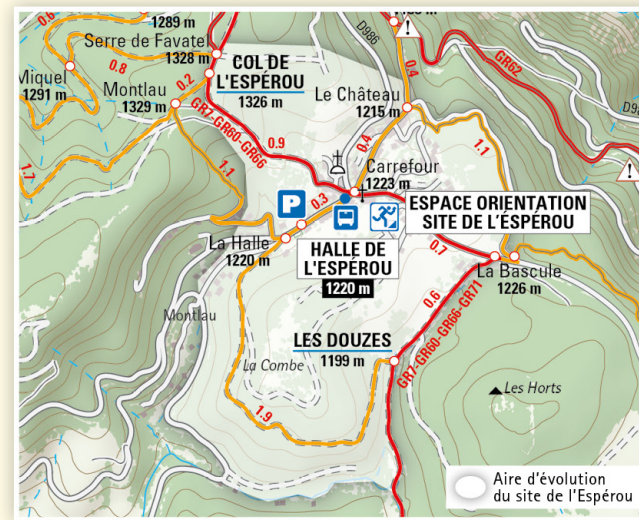 0.6
1289 m
Serre de Favatel
1328 m
0.8
Miquel
1291 m
Montlau
1329 m
0.2
COL DE
L'ESPÉROU
1326 m
GR7-GR60-GR66
D986
!
0.4
GR62
Le Château
1215 m
!
1.7
1.1
0.9
0.4
1.1
Carrefour
1223 m
P
0.3
ESPACE ORIENTATION
SITE DE L'ÉSPÉROU
La Halle
1220 m
HALLE DE
L'ESPÉROU
1220 m
0.7
La Bascule
1226 m
Montlau
0.6
GR7-GR60-GR66-GR71
LES DOUZES
1199 m
La Combe
Les Horts
1.9
Aire d'évolution
du site de l'Espérou